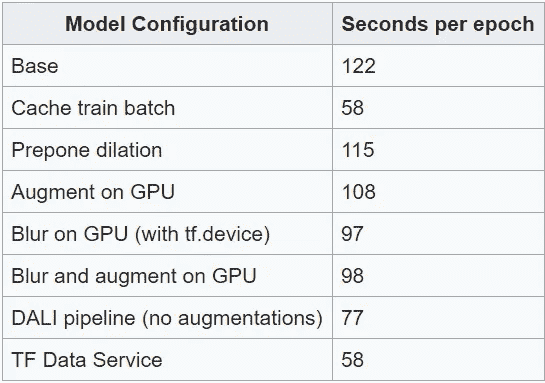 Model Configuration Seconds per epoch
Base 122
Cache train batch 58
Prepone dilation 115
Augment on GPU 108
Blur on GPU (with tf.device) 97
Blur and augment on GPU 98
DALI pipeline (no augmentations) 77
TF Data Service 58